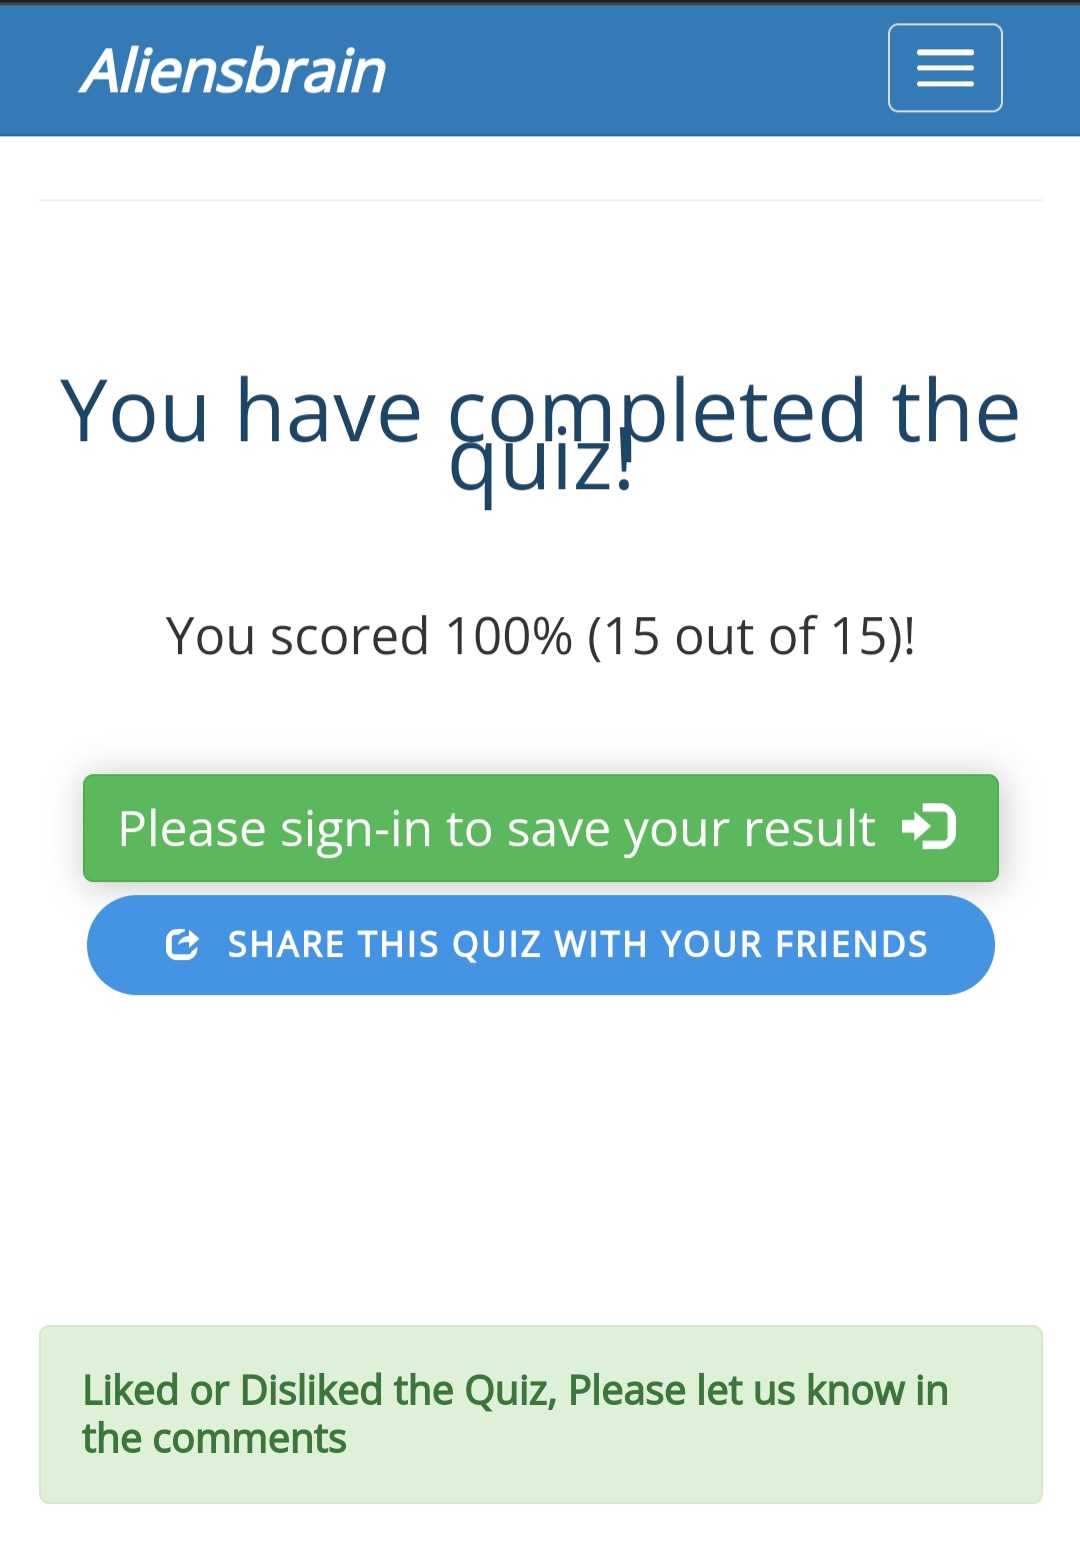 Aliensbrain
You have completed the
quiz!
You scored 100% (15 out of 15)!
Please sign-in to save your result
SHARE THIS QUIZ WITH YOUR FRIENDS
Liked or Disliked the Quiz, Please let us know in
the comments